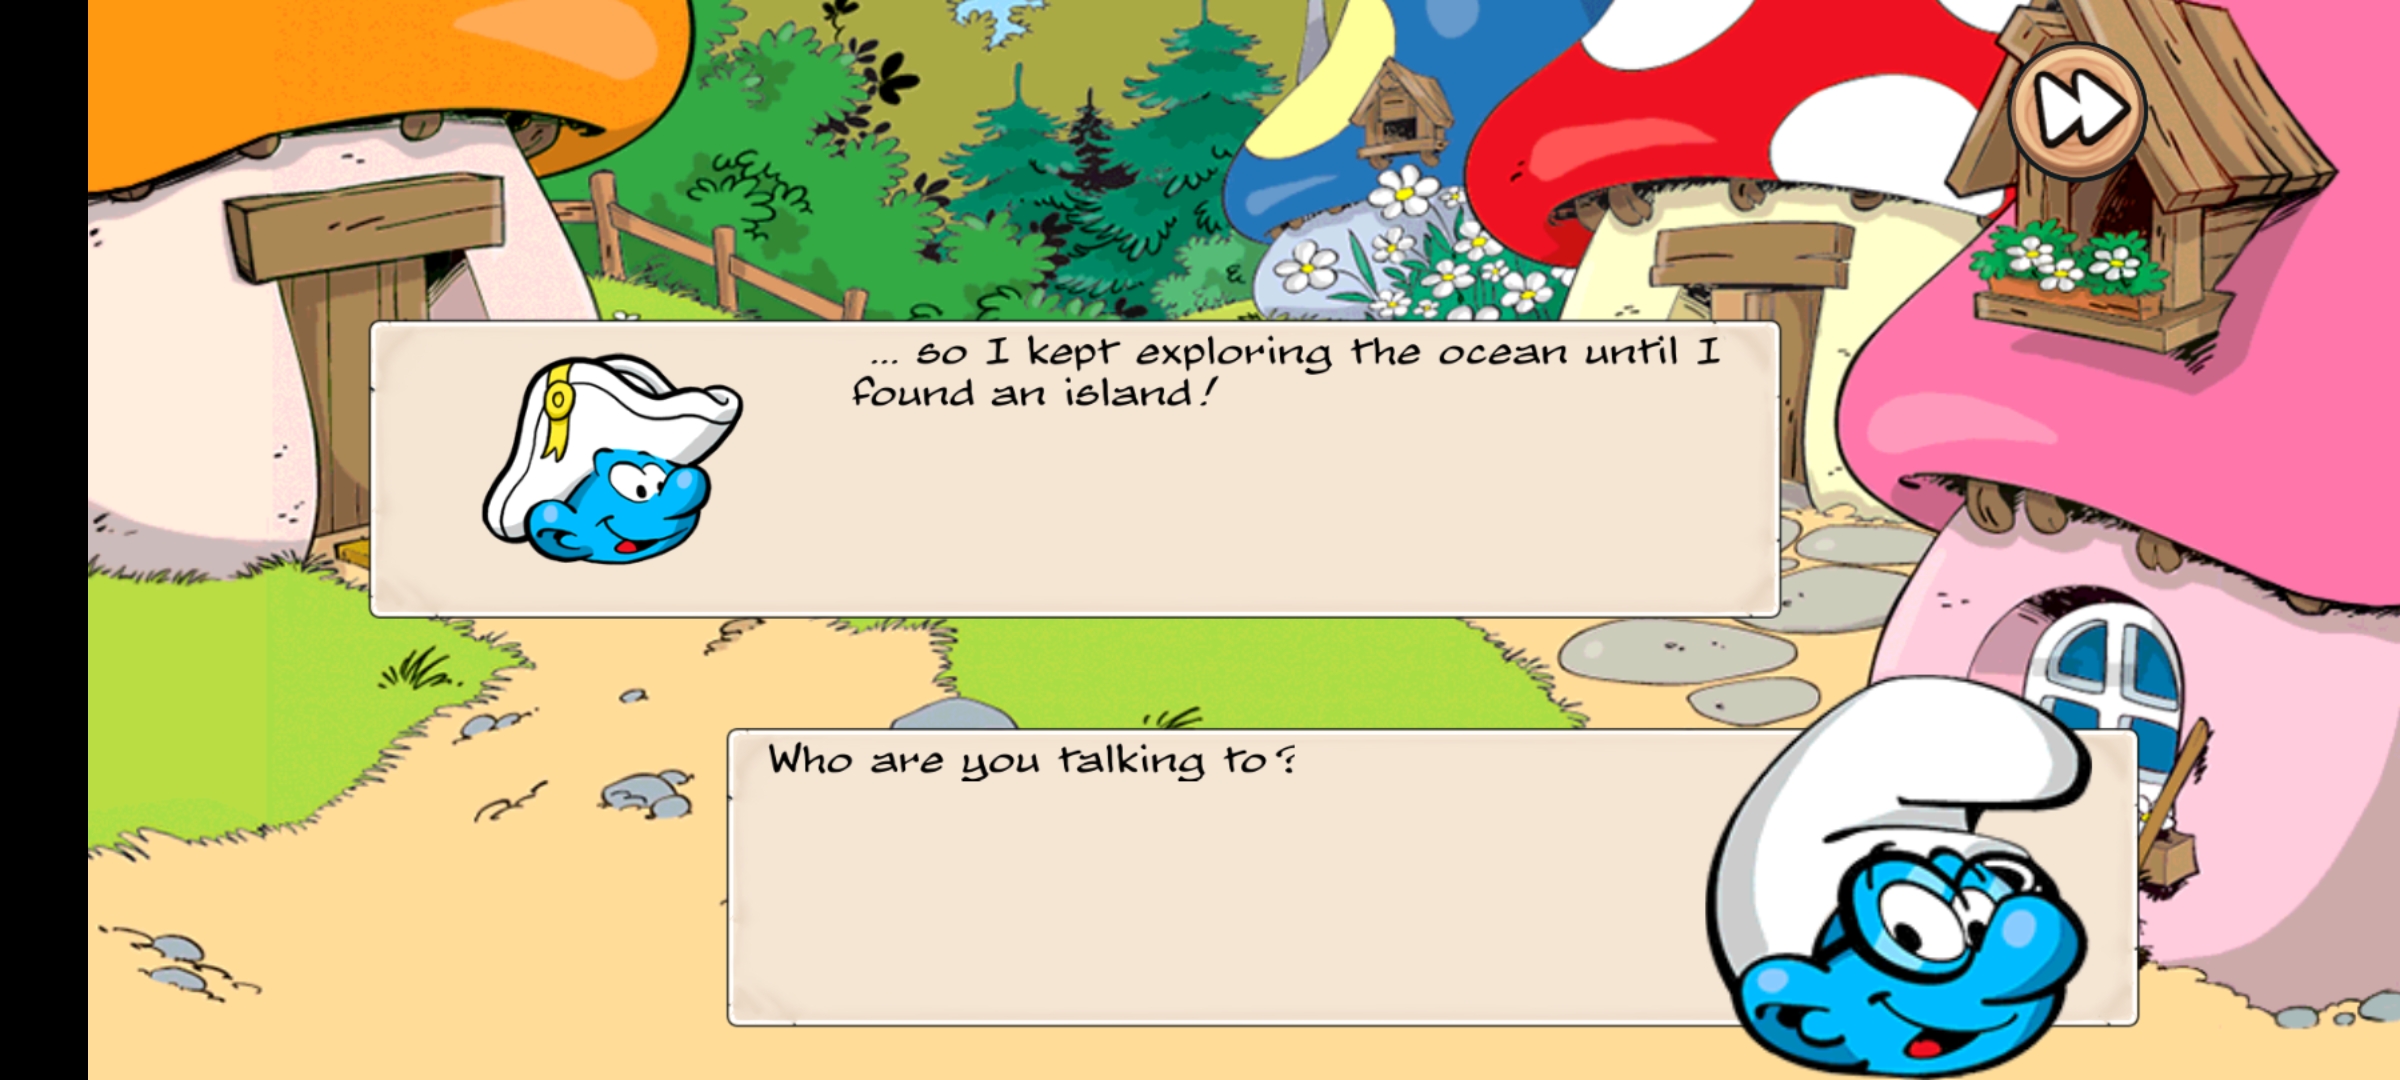 ... so I kept exploring the ocean until I
found an island!
Who are you talking to?